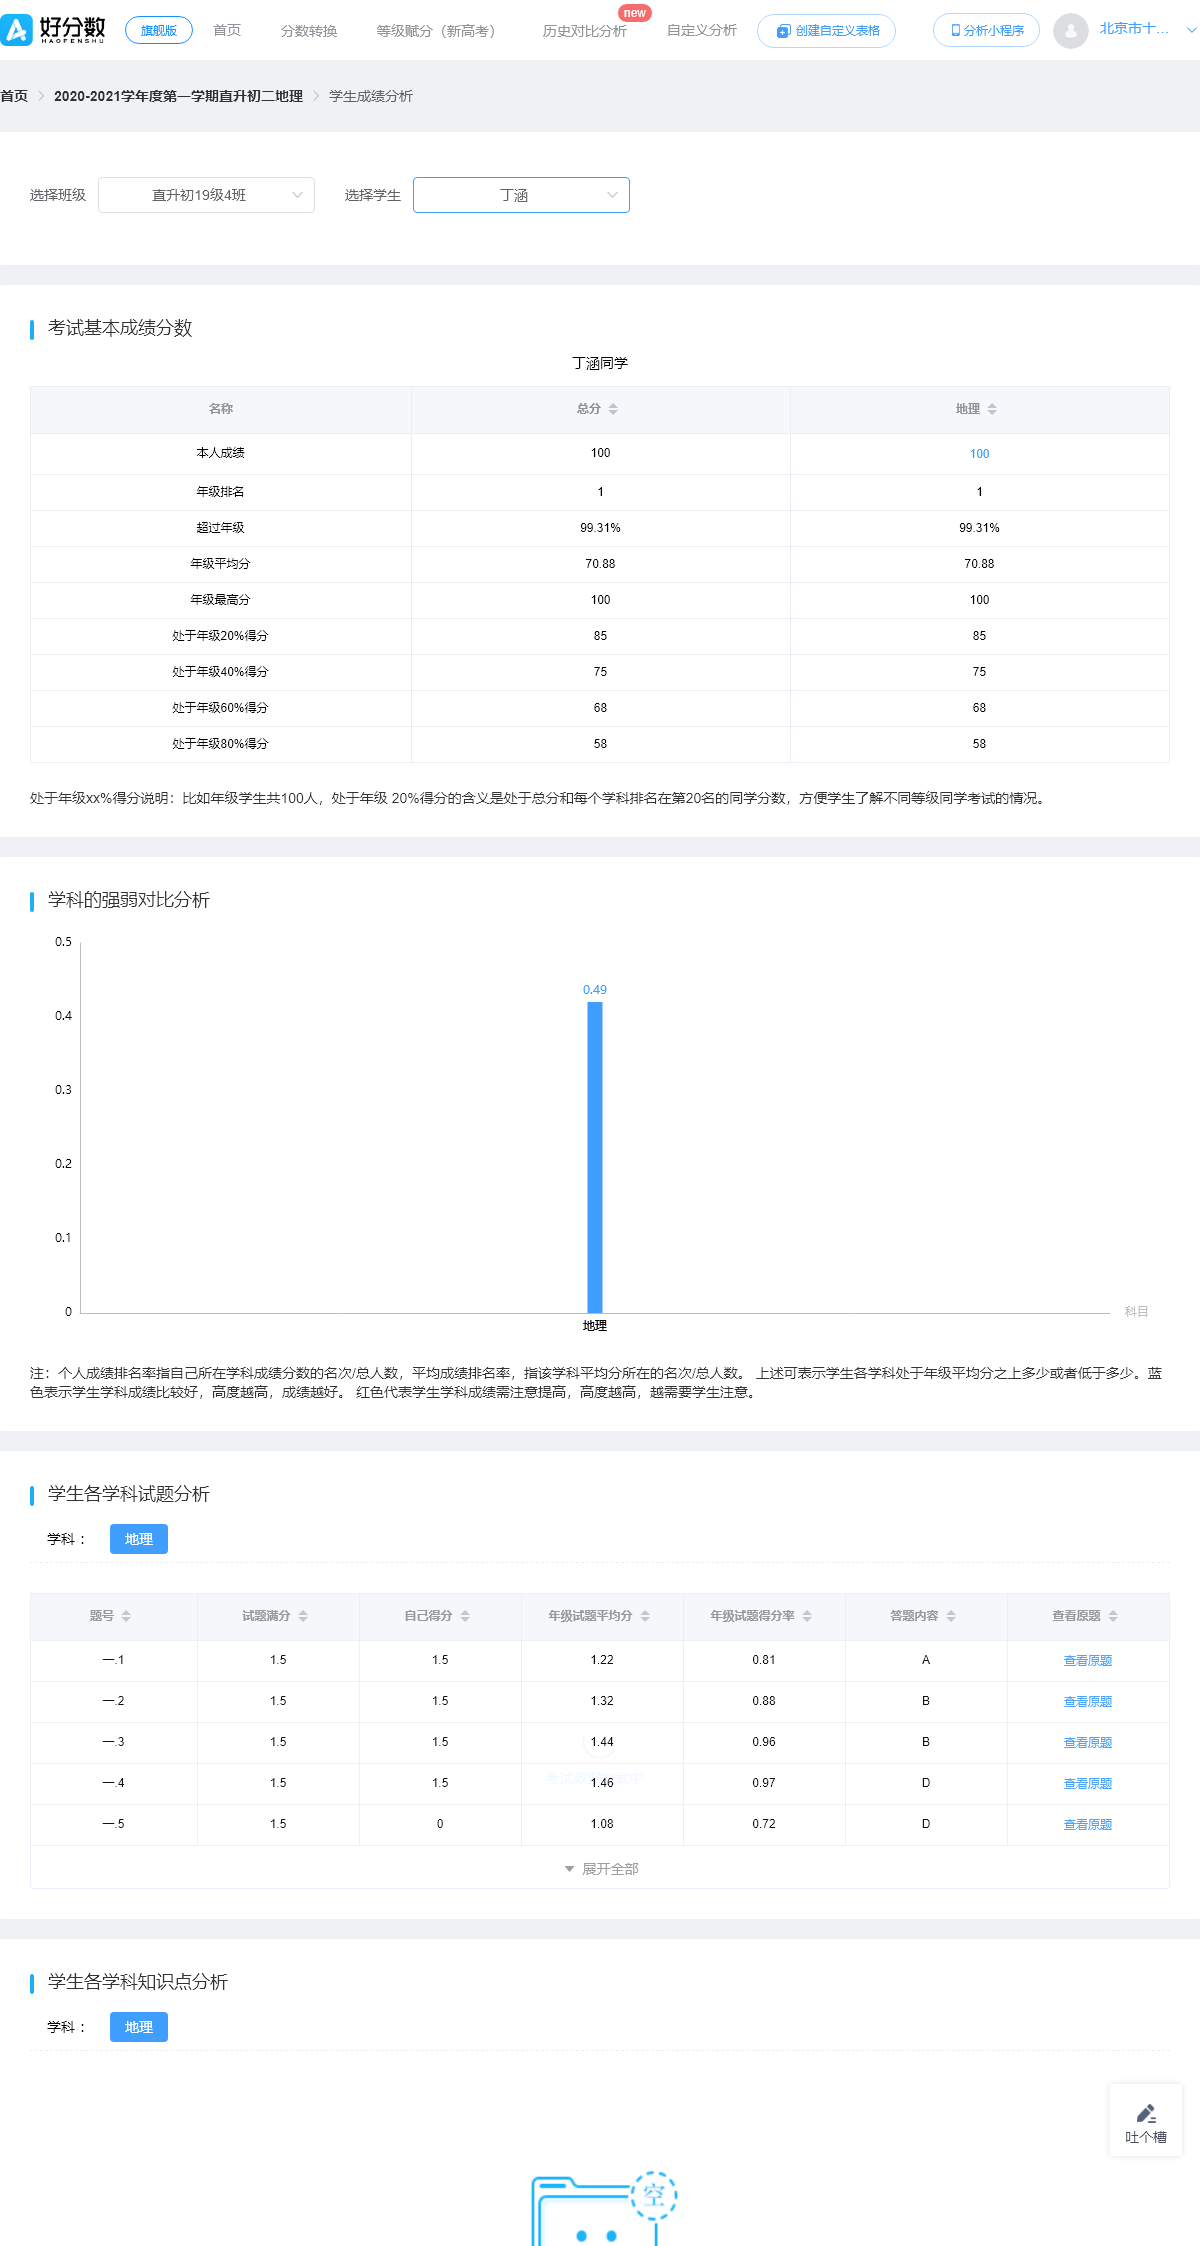 好分数 旗舰版 首页 分数转换 等级赋分（新高考） 历史对比分析 new 自定义分析 创建自定义表格 分析小程序 北京市十...
HAOFENSHU
首页 2020-2021学年度第一学期直升初二地理 学生成绩分析
选择班级 直升初19级4班 选择学生 丁涵
考试基本成绩分数
丁涵同学
名称 总分 地理
本人成绩 100 100
年级排名 1 1
超过年级 99.31% 99.31%
年级平均分 70.88 70.88
年级最高分 100 100
处于年级20%得分 85 85
处于年级40%得分 75 75
处于年级60%得分 68 68
处于年级80%得分 58 58
处于年级xx%得分说明：比如年级学生共100人，处于年级 20%得分的含义是处于总分和每个学科排名在第20名的同学分数，方便学生了解不同等级同学考试的情况。
学科的强弱对比分析
0.5
0.49
0.4
0.3
0.2
0.1
0 科目
地理
注：个人成绩排名率指自己所在学科成绩分数的名次/总人数，平均成绩排名率，指该学科平均分所在的名次/总人数。 上述可表示学生各学科处于年级平均分之上多少或者低于多少。蓝
色表示学生学科成绩比较好，高度越高，成绩越好。 红色代表学生学科成绩需注意提高，高度越高，越需要学生注意。
学生各学科试题分析
学科： 地理
题号 试题满分 自己得分 年级试题平均分 年级试题得分率 答题内容 查看原题
一.1 1.5 1.5 1.22 0.81 A 查看原题
一.2 1.5 1.5 1.32 0.88 B 查看原题
一.3 1.5 1.5 1.44 0.96 B 查看原题
一.4 1.5 1.5 1.46 0.97 D 查看原题
一.5 1.5 0 1.08 0.72 D 查看原题
展开全部
学生各学科知识点分析
学科： 地理
吐个槽
空